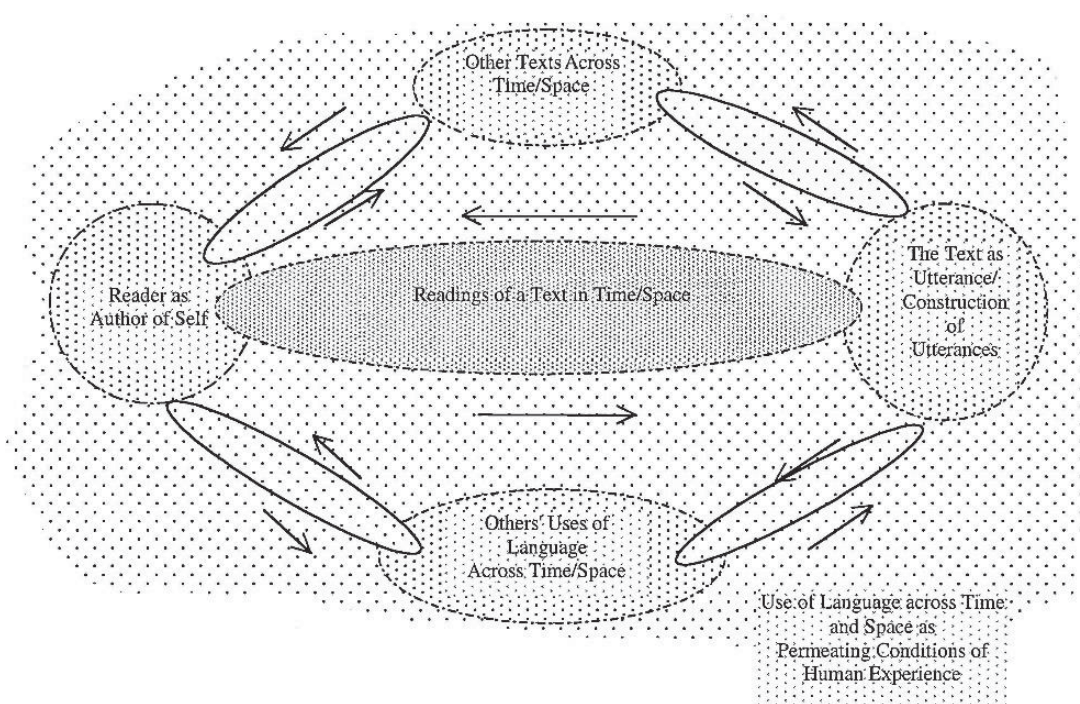 Other Texts Across
Time/Space
Readings of a Text in Time/Space
Reader as
Author of Self
The Text as
Utterance/
Construction
of
Utterances
Others' Uses of
Language
Across Time/Space
Use of Language across Time
and Space as
Permeating Conditions of
Human Experience